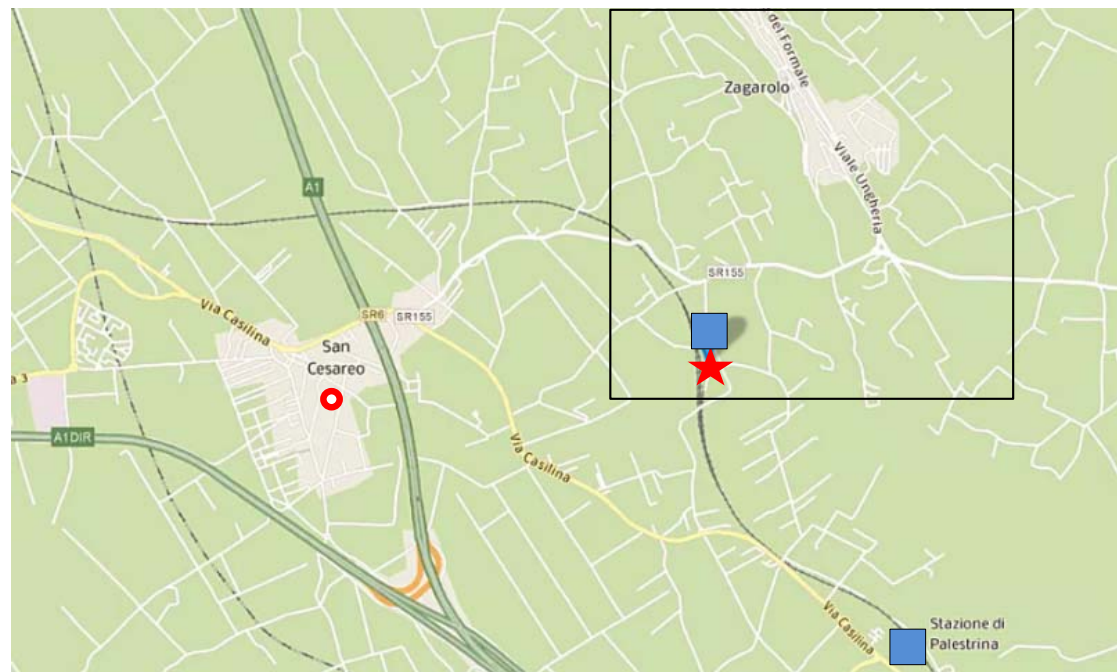 del Formale
Zagarolo
Viale Ungheria
A1
SR155
Via Casilina
SR6
SR155
San
Cesareo
a 3
A1DIR
Via Casilina
Via Casilina
Stazione di
Palestrina